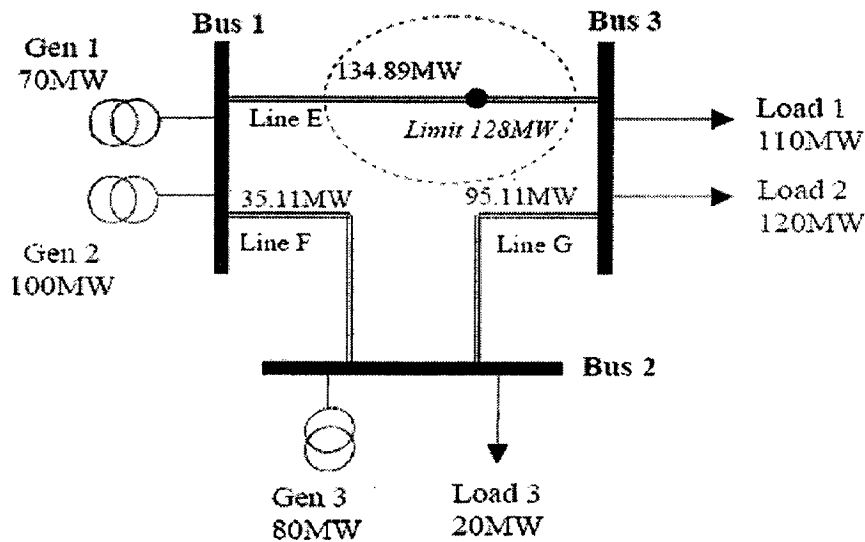 Bus 1
Bus 3
Gen 1
70MW
134.89MW
Line E
Limit 128MW
Load 1
110MW
35.11MW
95.11MW
Load 2
120MW
Gen 2
100MW
Line F
Line G
Bus 2
Gen 3
80MW
Load 3
20MW